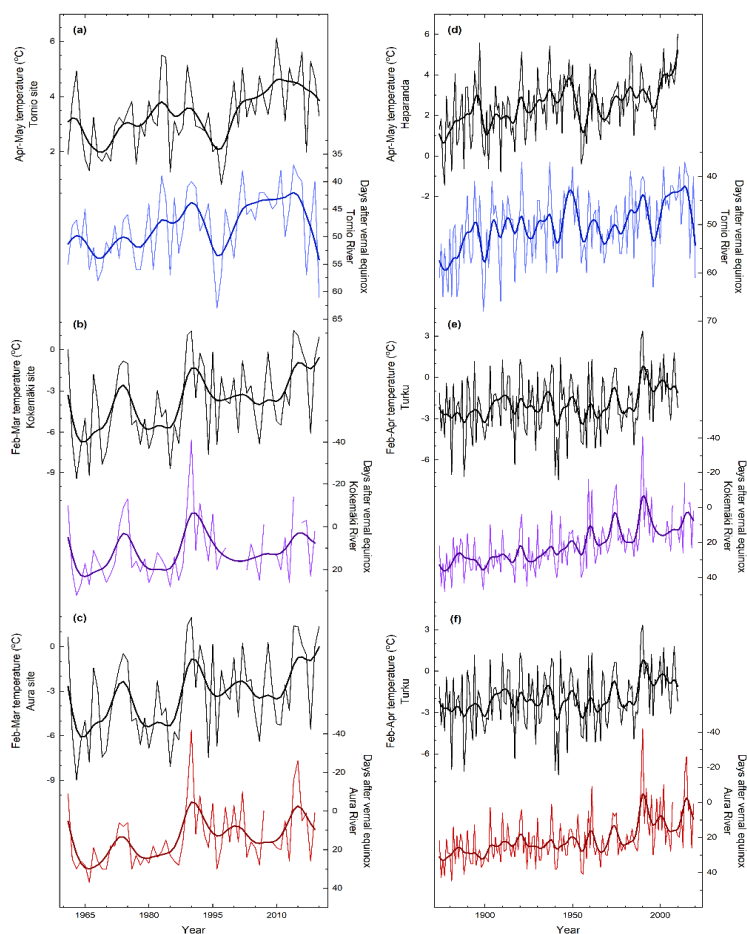 (a)
6
4
2
Apr-May temperature (°C)
Tornio site
35
40
45
50
55
60
65
Days after vernal equinox
Tornio River
(b)
0
-3
-6
-9
Feb-Mar temperature (°C)
Kokemäki site
-40
-20
0
20
Days after vernal equinox
Kokemäki River
(c)
0
-3
-6
-9
Feb-Mar temperature (°C)
Aura site
-40
-20
0
20
40
Days after vernal equinox
Aura River
1965
1980
1995
2010
Year
(d)
6
4
2
0
-2
Apr-May temperature (°C)
Haparanda
40
50
60
70
Days after vernal equinox
Tornio River
(e)
3
0
-3
-6
Feb-Apr temperature (°C)
Turku
-40
-20
0
20
40
Days after vernal equinox
Kokemäki River
(f)
3
0
-3
-6
Feb-Apr temperature (°C)
Turku
-40
-20
0
20
40
Days after vernal equinox
Aura River
1900
1950
2000
Year